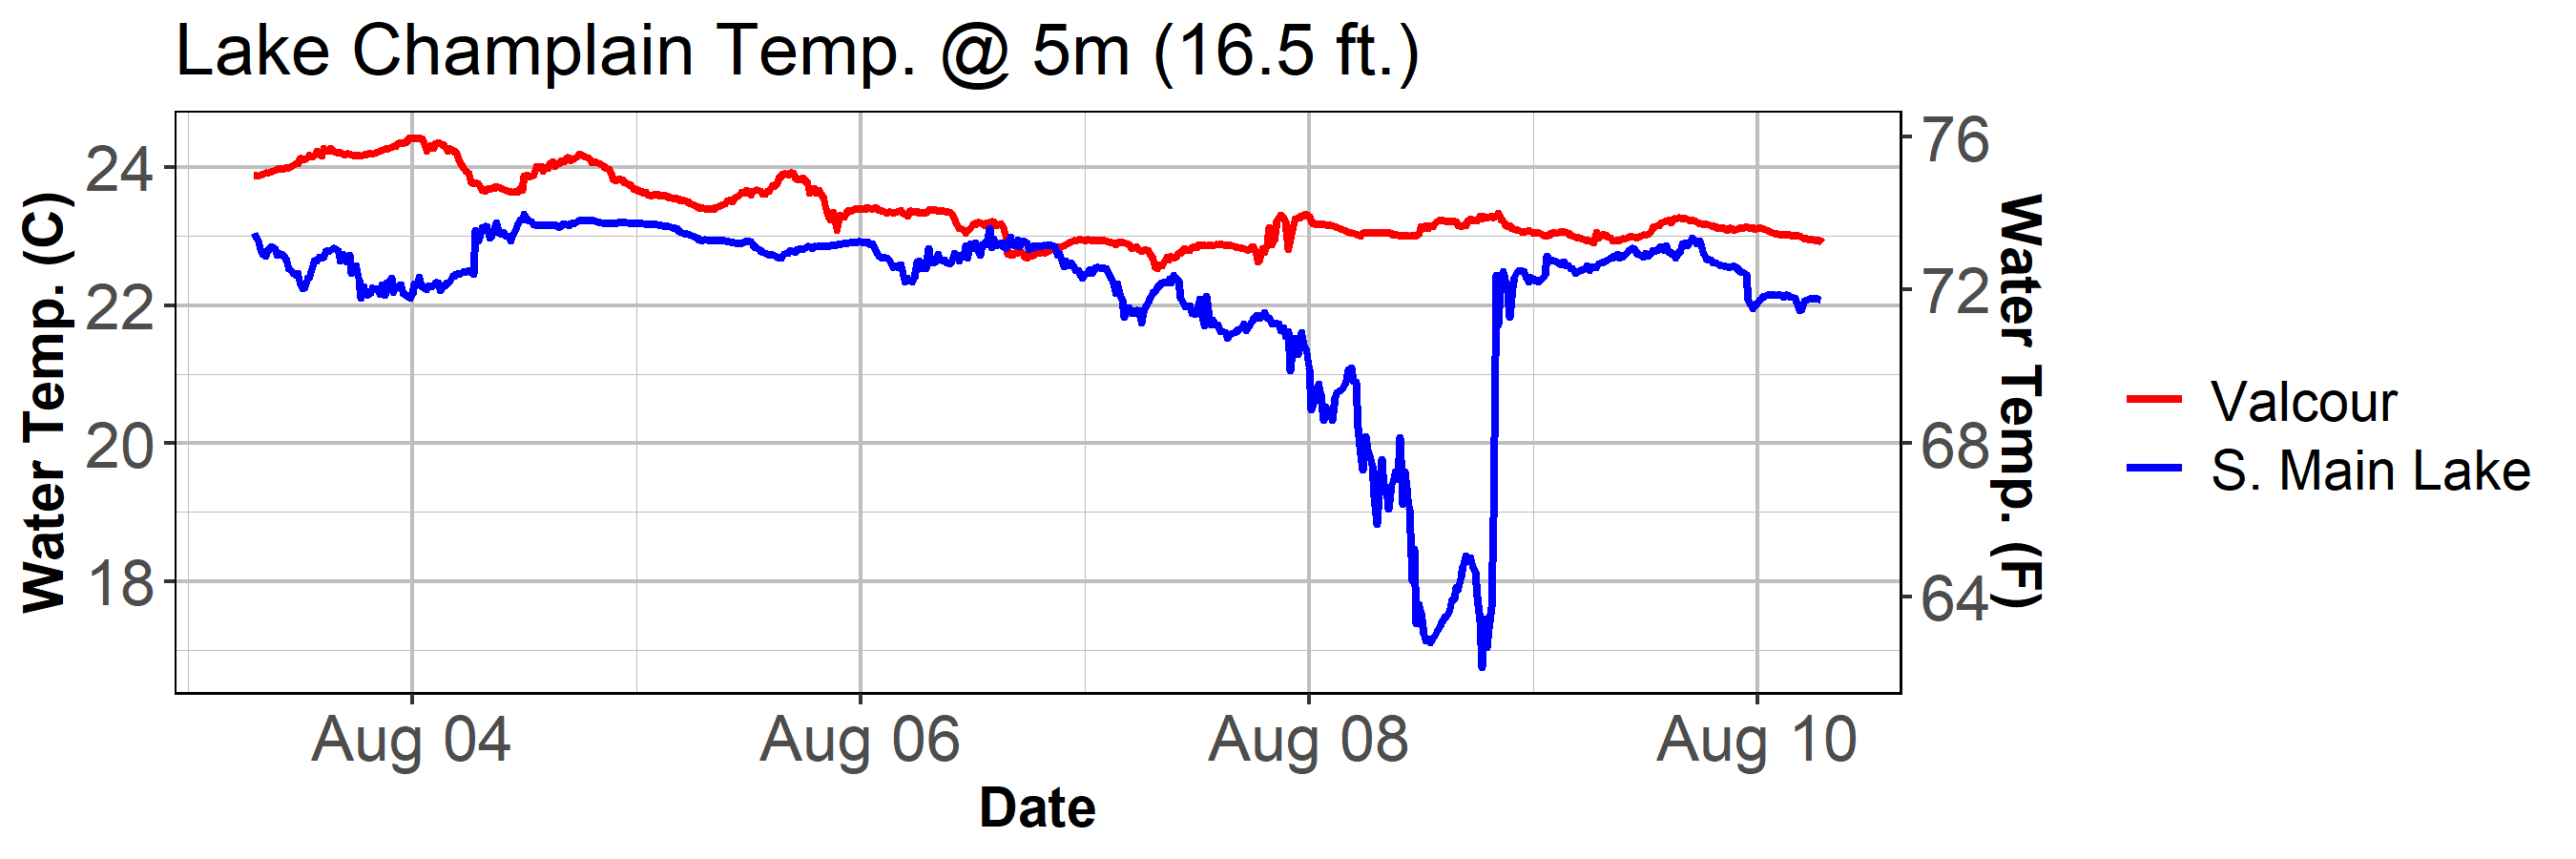 Lake Champlain Temp. @ 5m (16.5 ft.)
Water Temp. (C)
24
22
20
18
76
72
68
64
Water Temp. (F)
Aug 04 Aug 06 Aug 08 Aug 10
Date
Valcour
S. Main Lake